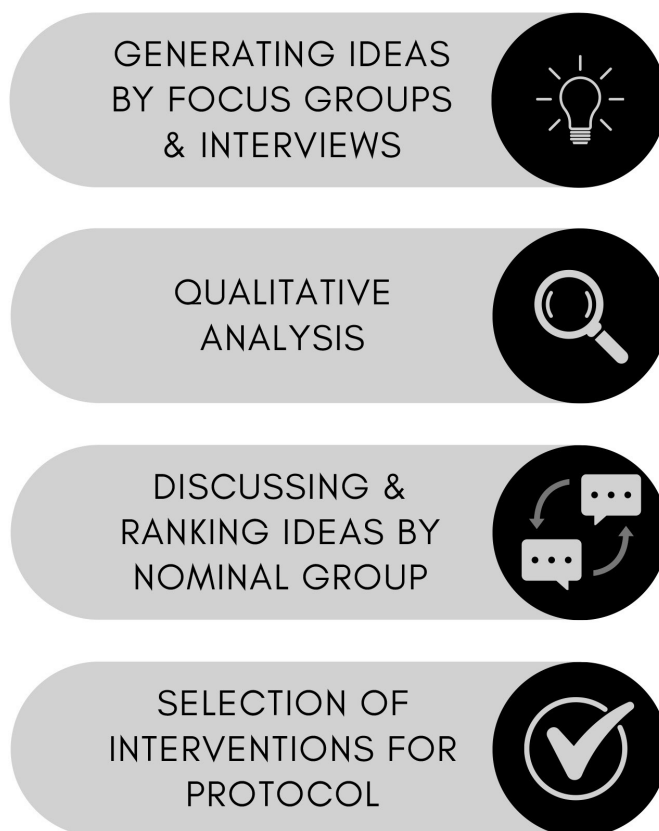 GENERATING IDEAS
BY FOCUS GROUPS
& INTERVIEWS
QUALITATIVE
ANALYSIS
DISCUSSING &
RANKING IDEAS BY
NOMINAL GROUP
SELECTION OF
INTERVENTIONS FOR
PROTOCOL